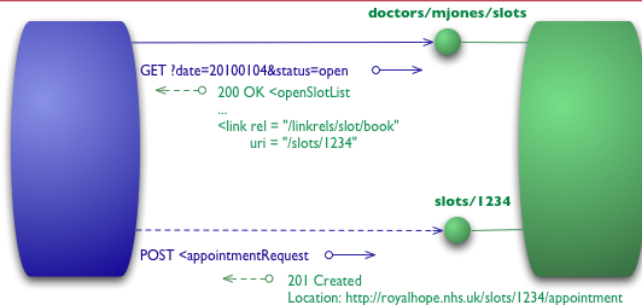 doctors/mjones/slots
GET ?date=20100104&status=open
200 OK <openSlotList
...
<link rel = "/linkrels/slot/book"
uri = "/slots/1234"
slots/1234
POST <appointmentRequest
201 Created
Location: http://royalhope.nhs.uk/slots/1234/appointment